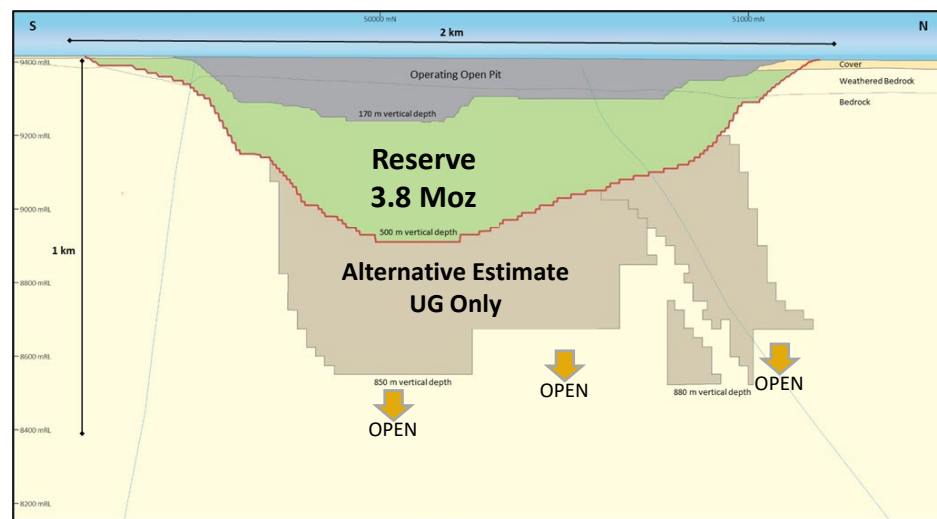 S
50000 mN
51000 mN
N
2 km
9400 mRL
Cover
Operating Open Pit
Weathered Bedrock
Bedrock
170 m vertical depth
9200 mRL
Reserve
3.8 Moz
9000 mRL
500 m vertical depth
1 km
Alternative Estimate
UG Only
8800 mRL
8600 mRL
850 m vertical depth
OPEN
OPEN
880 m vertical depth
OPEN
8400 mRL
8200 mRL